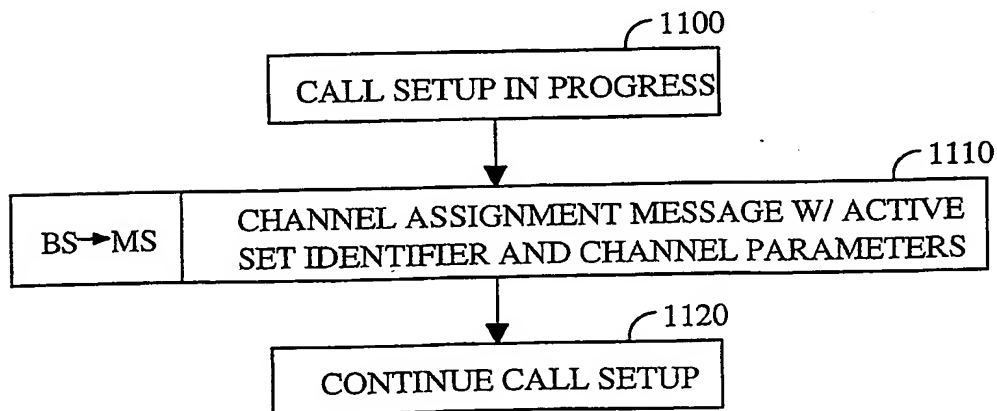 1100
CALL SETUP IN PROGRESS
1110
BS→MS
CHANNEL ASSIGNMENT MESSAGE W/ ACTIVE
SET IDENTIFIER AND CHANNEL PARAMETERS
1120
CONTINUE CALL SETUP